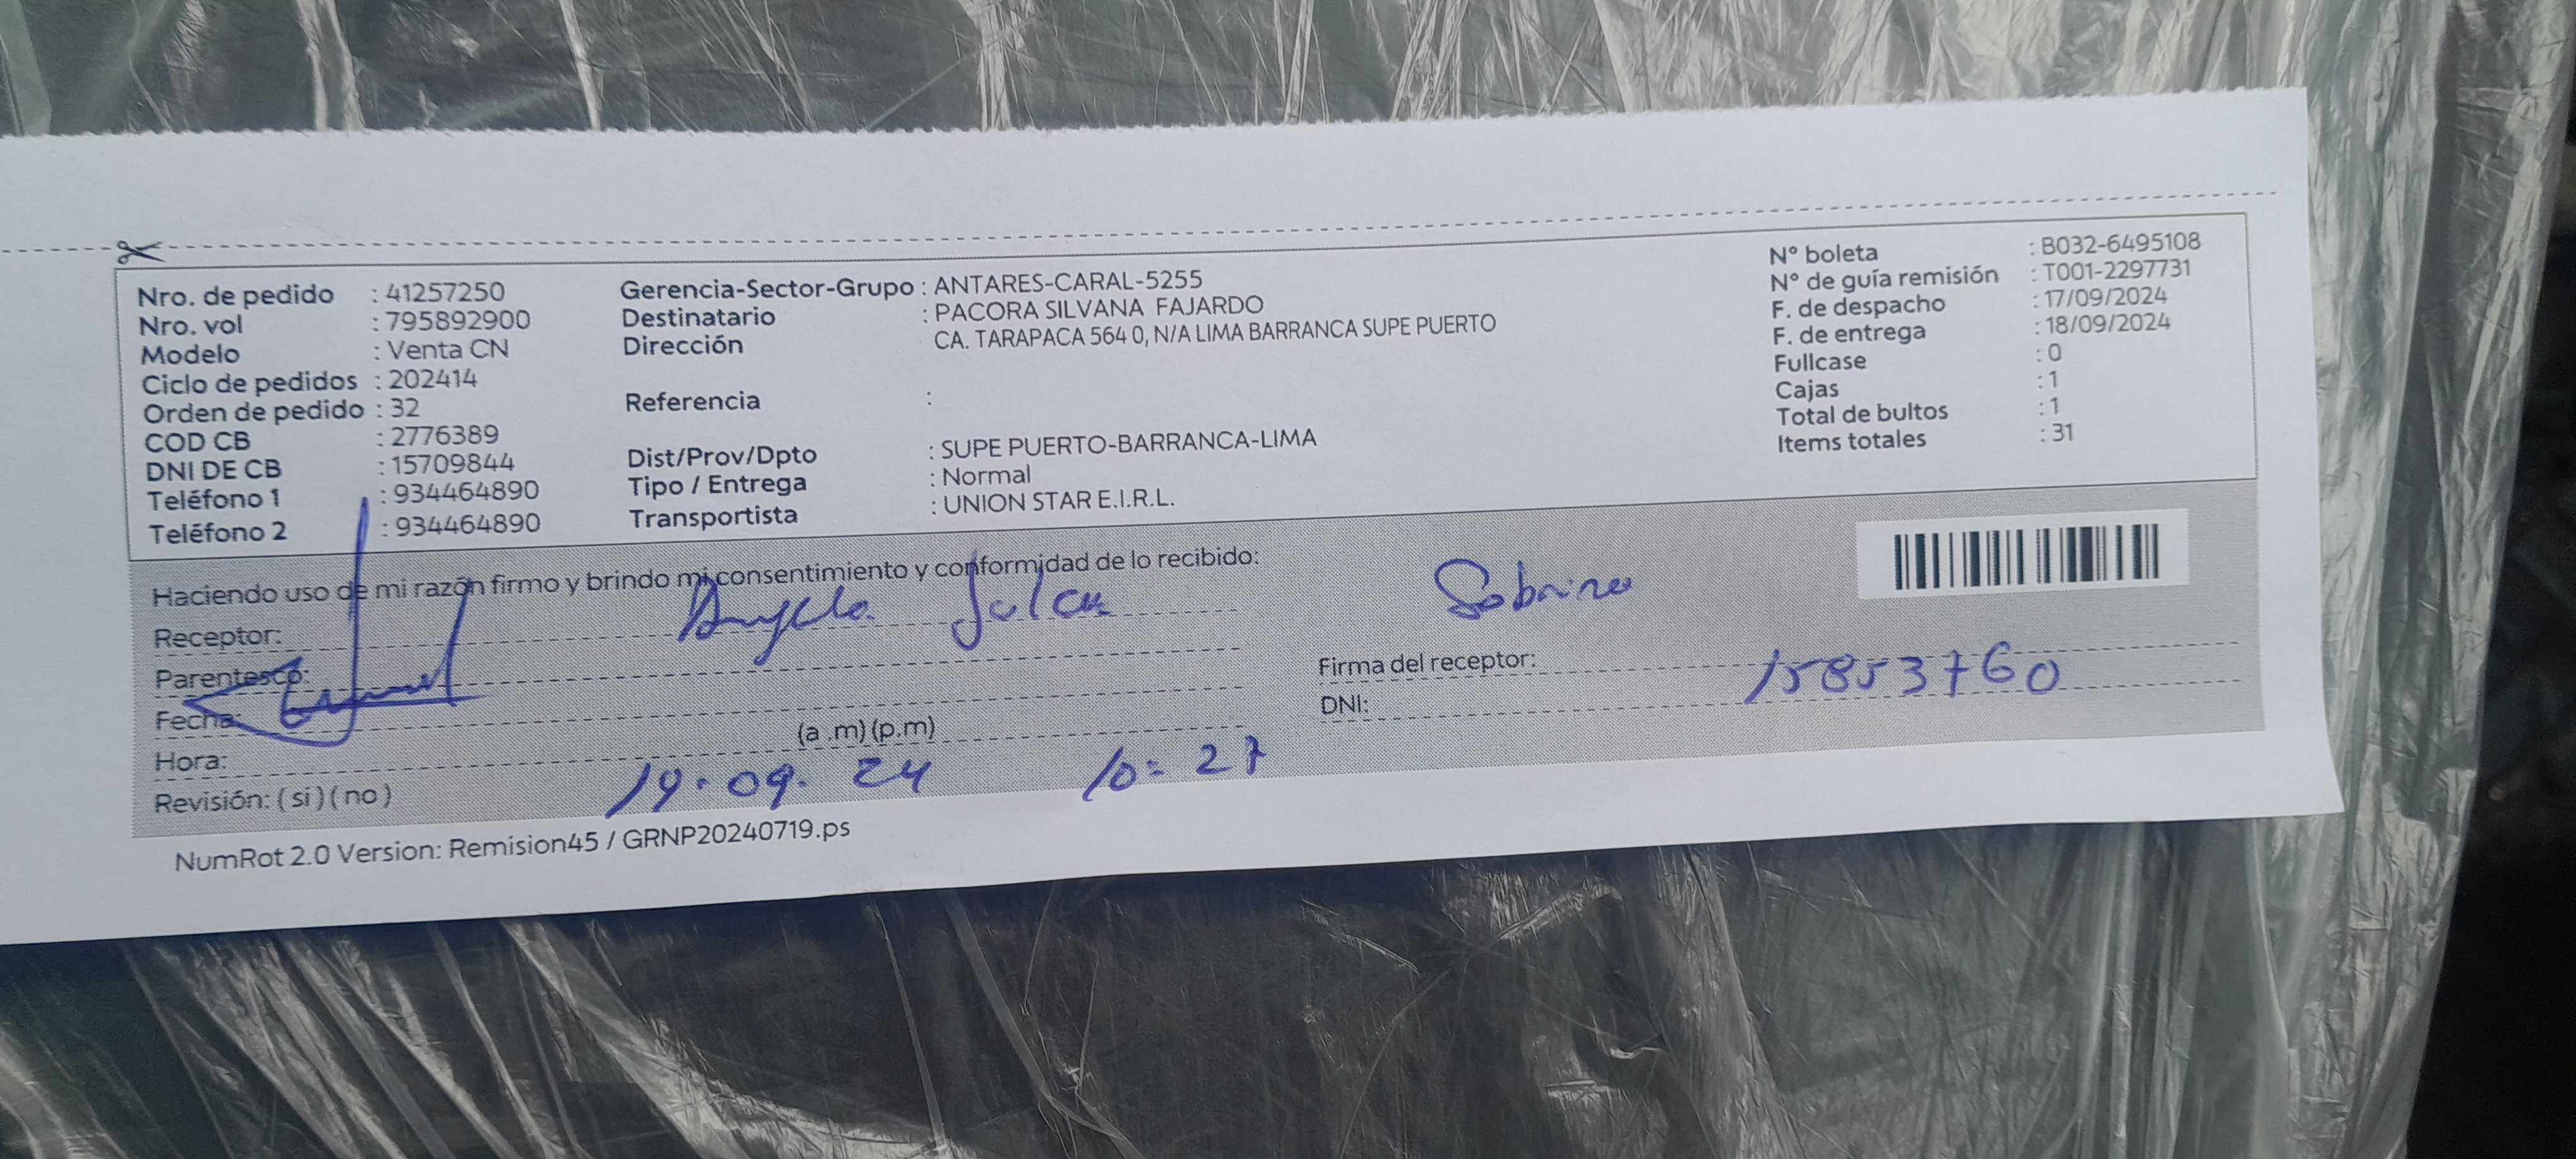 Nro. de pedido : 41257250
Nro. vol : 795892900
Modelo : Venta CN
Ciclo de pedidos : 202414
Orden de pedido : 32
COD CB : 2776389
DNI DE CB : 15709844
Teléfono 1 : 934464890
Teléfono 2 : 934464890
Gerencia-Sector-Grupo : ANTARES-CARAL-5255
Destinatario : PACORA SILVANA FAJARDO
Dirección CA. TARAPACA 564 0, N/A LIMA BARRANCA SUPE PUERTO
Referencia :
Dist/Prov/Dpto : SUPE PUERTO-BARRANCA-LIMA
Tipo / Entrega : Normal
Transportista : UNION STAR E.I.R.L.
N° boleta : B032-6495108
N° de guía remisión : T001-2297731
F. de despacho : 17/09/2024
F. de entrega : 18/09/2024
Fullcase : 0
Cajas : 1
Total de bultos : 1
Items totales : 31
Haciendo uso de mi razón firmo y brindo mi consentimiento y conformidad de lo recibido:
Receptor:
Parentesco: Sobrino
Fecha:
(a .m) (p.m)
Hora:
Revisión: ( si ) ( no )
09. 24 10: 27
Firma del receptor:
DNI: 15853760
NumRot 2.0 Version: Remision45 / GRNP20240719.ps